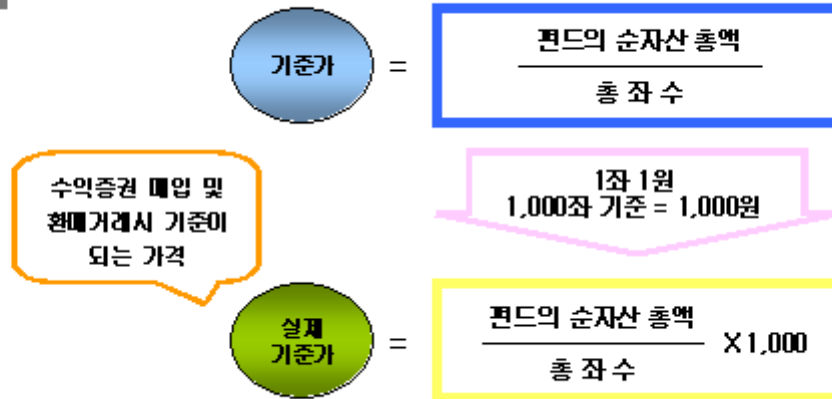 기준가 =
펀드의 순자산 총액
총 좌 수
수익증권 매입 및
환매거래시 기준이
되는 가격
1좌 1원
1,000좌 기준 = 1,000원
실제
기준가 =
펀드의 순자산 총액
총 좌 수
X 1,000